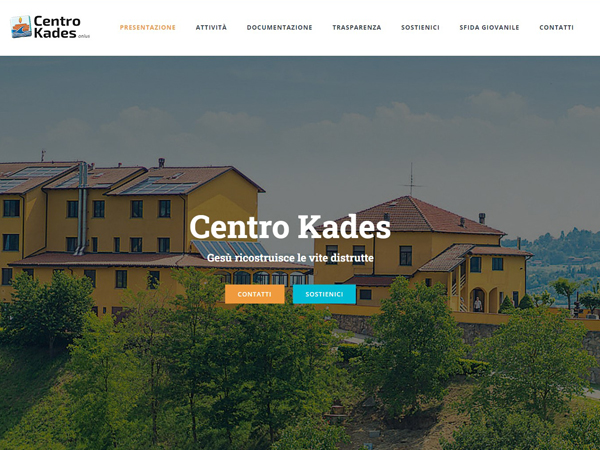 Centro
Kades onlus
PRESENTAZIONE ATTIVITÀ DOCUMENTAZIONE TRASPARENZA SOSTIENICI SFIDA GIOVANILE CONTATTI
Centro Kades
Gesù ricostruisce le vite distrutte
CONTATTI SOSTIENICI